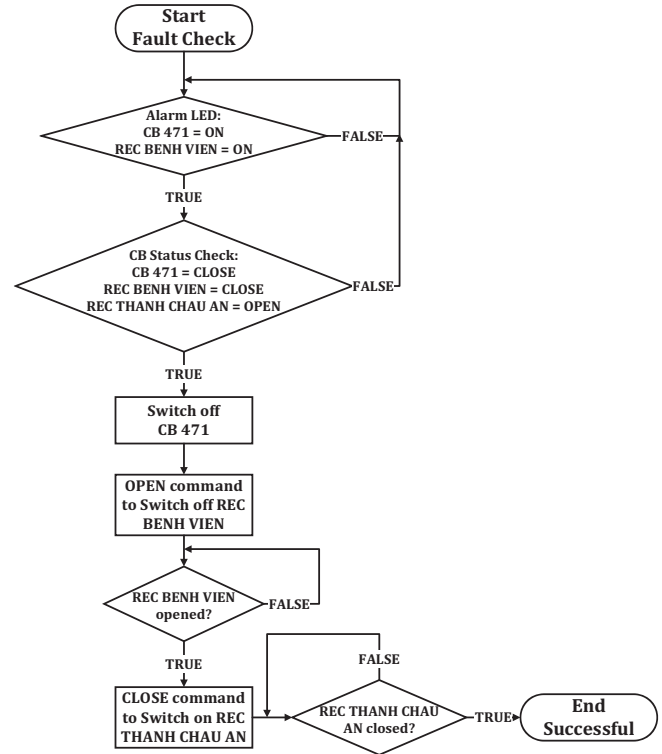 Start
Fault Check
Alarm LED:
CB 471 = ON
REC BENH VIEN = ON
FALSE
TRUE
CB Status Check:
CB 471 = CLOSE
REC BENH VIEN = CLOSE
REC THANH CHAU AN = OPEN
FALSE
TRUE
Switch off
CB 471
OPEN command
to Switch off REC
BENH VIEN
REC BENH VIEN
opened?
FALSE
TRUE
CLOSE command
to Switch on REC
THANH CHAU AN
FALSE
REC THANH CHAU
AN closed?
TRUE
End
Successful